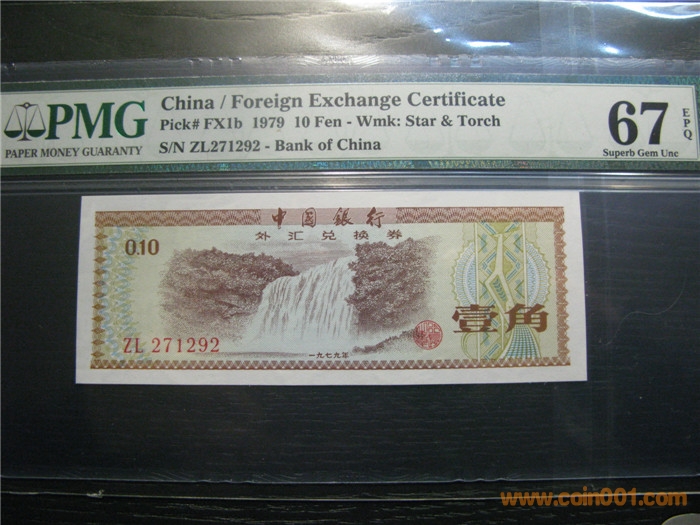 PMG
PAPER MONEY GUARANTY
China / Foreign Exchange Certificate
Pick# FX1b 1979 10 Fen - Wmk: Star & Torch
S/N ZL271292 - Bank of China
67
EPQ
Superb Gem Unc
中国银行
外汇兑换券
0.10
壹角
ZL 271292
一九七九年
www.coin001.com